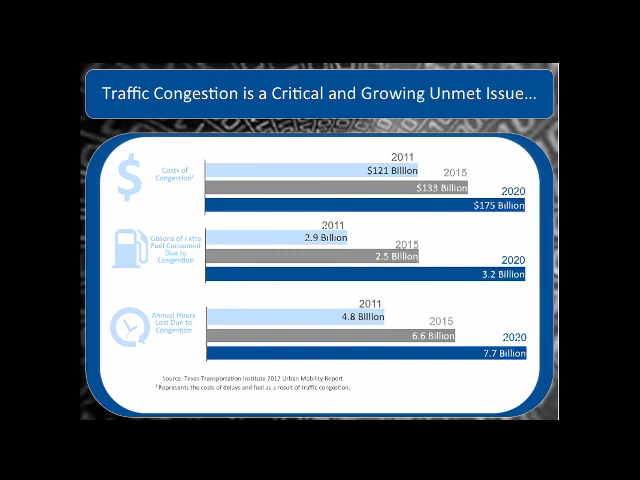 Traffic Congestion is a Critical and Growing Unmet Issue...
$
Costs of
Congestion¹
2011
$121 Billion
2015
$133 Billion
2020
$175 Billion
Gallons of Extra
Fuel Consumed
Due to
Congestion
2011
2.9 Billion
2015
2.5 Billion
2020
3.2 Billion
Annual Hours
Lost Due to
Congestion
2011
4.8 Billion
2015
6.6 Billion
2020
7.7 Billion
Source: Texas Transportation Institute 2012 Urban Mobility Report
¹ Represents the costs of delays and fuel as a result of traffic congestion.